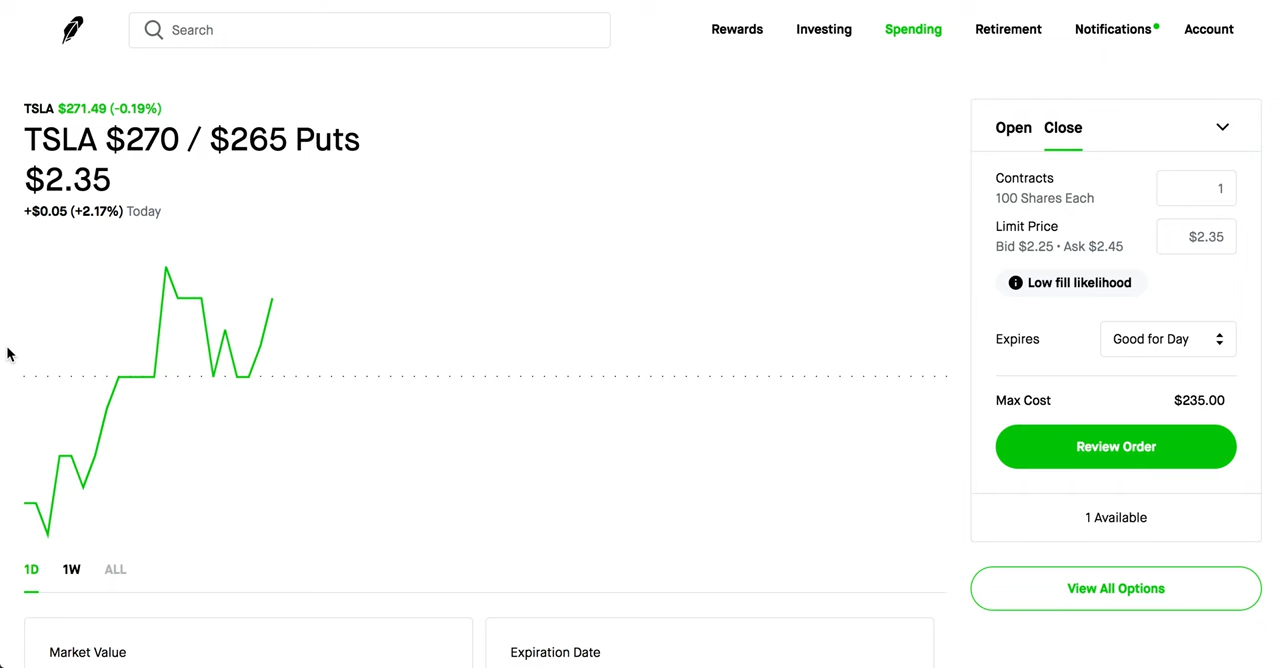 Search
Rewards
Investing
Spending
Retirement
Notifications
Account
TSLA $271.49 (-0.19%)
TSLA $270 / $265 Puts
$2.35
+$0.05 (+2.17%) Today
1D
1W
ALL
Market Value
Expiration Date
Open
Close
Contracts
100 Shares Each
1
Limit Price
Bid $2.25 • Ask $2.45
$2.35
Low fill likelihood
Expires
Good for Day
Max Cost
$235.00
Review Order
1 Available
View All Options